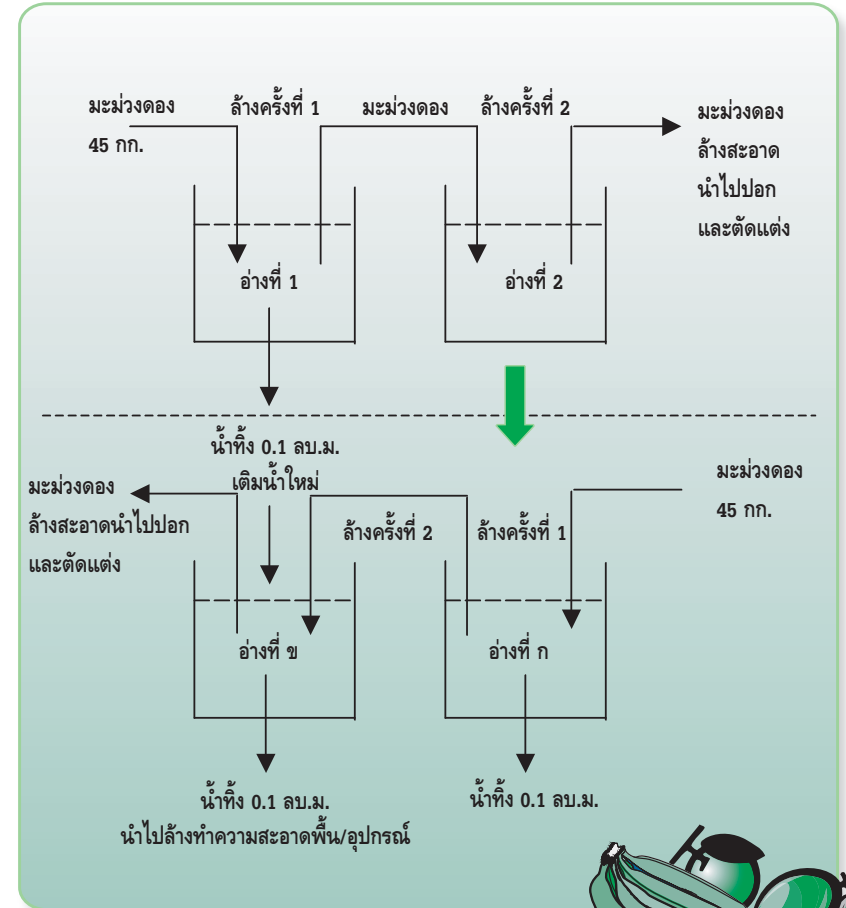 มะม่วงดอง
45 กก.
ล้างครั้งที่ 1
มะม่วงดอง
ล้างครั้งที่ 2
มะม่วงดอง
ล้างสะอาด
นำไปปอก
และตัดแต่ง
อ่างที่ 1
อ่างที่ 2
น้ำทิ้ง 0.1 ลบ.ม.
เติมน้ำใหม่
มะม่วงดอง
ล้างสะอาดนำไปปอก
และตัดแต่ง
ล้างครั้งที่ 2
ล้างครั้งที่ 1
มะม่วงดอง
45 กก.
อ่างที่ ข
อ่างที่ ก
น้ำทิ้ง 0.1 ลบ.ม.
นำไปล้างทำความสะอาดพื้น/อุปกรณ์
น้ำทิ้ง 0.1 ลบ.ม.